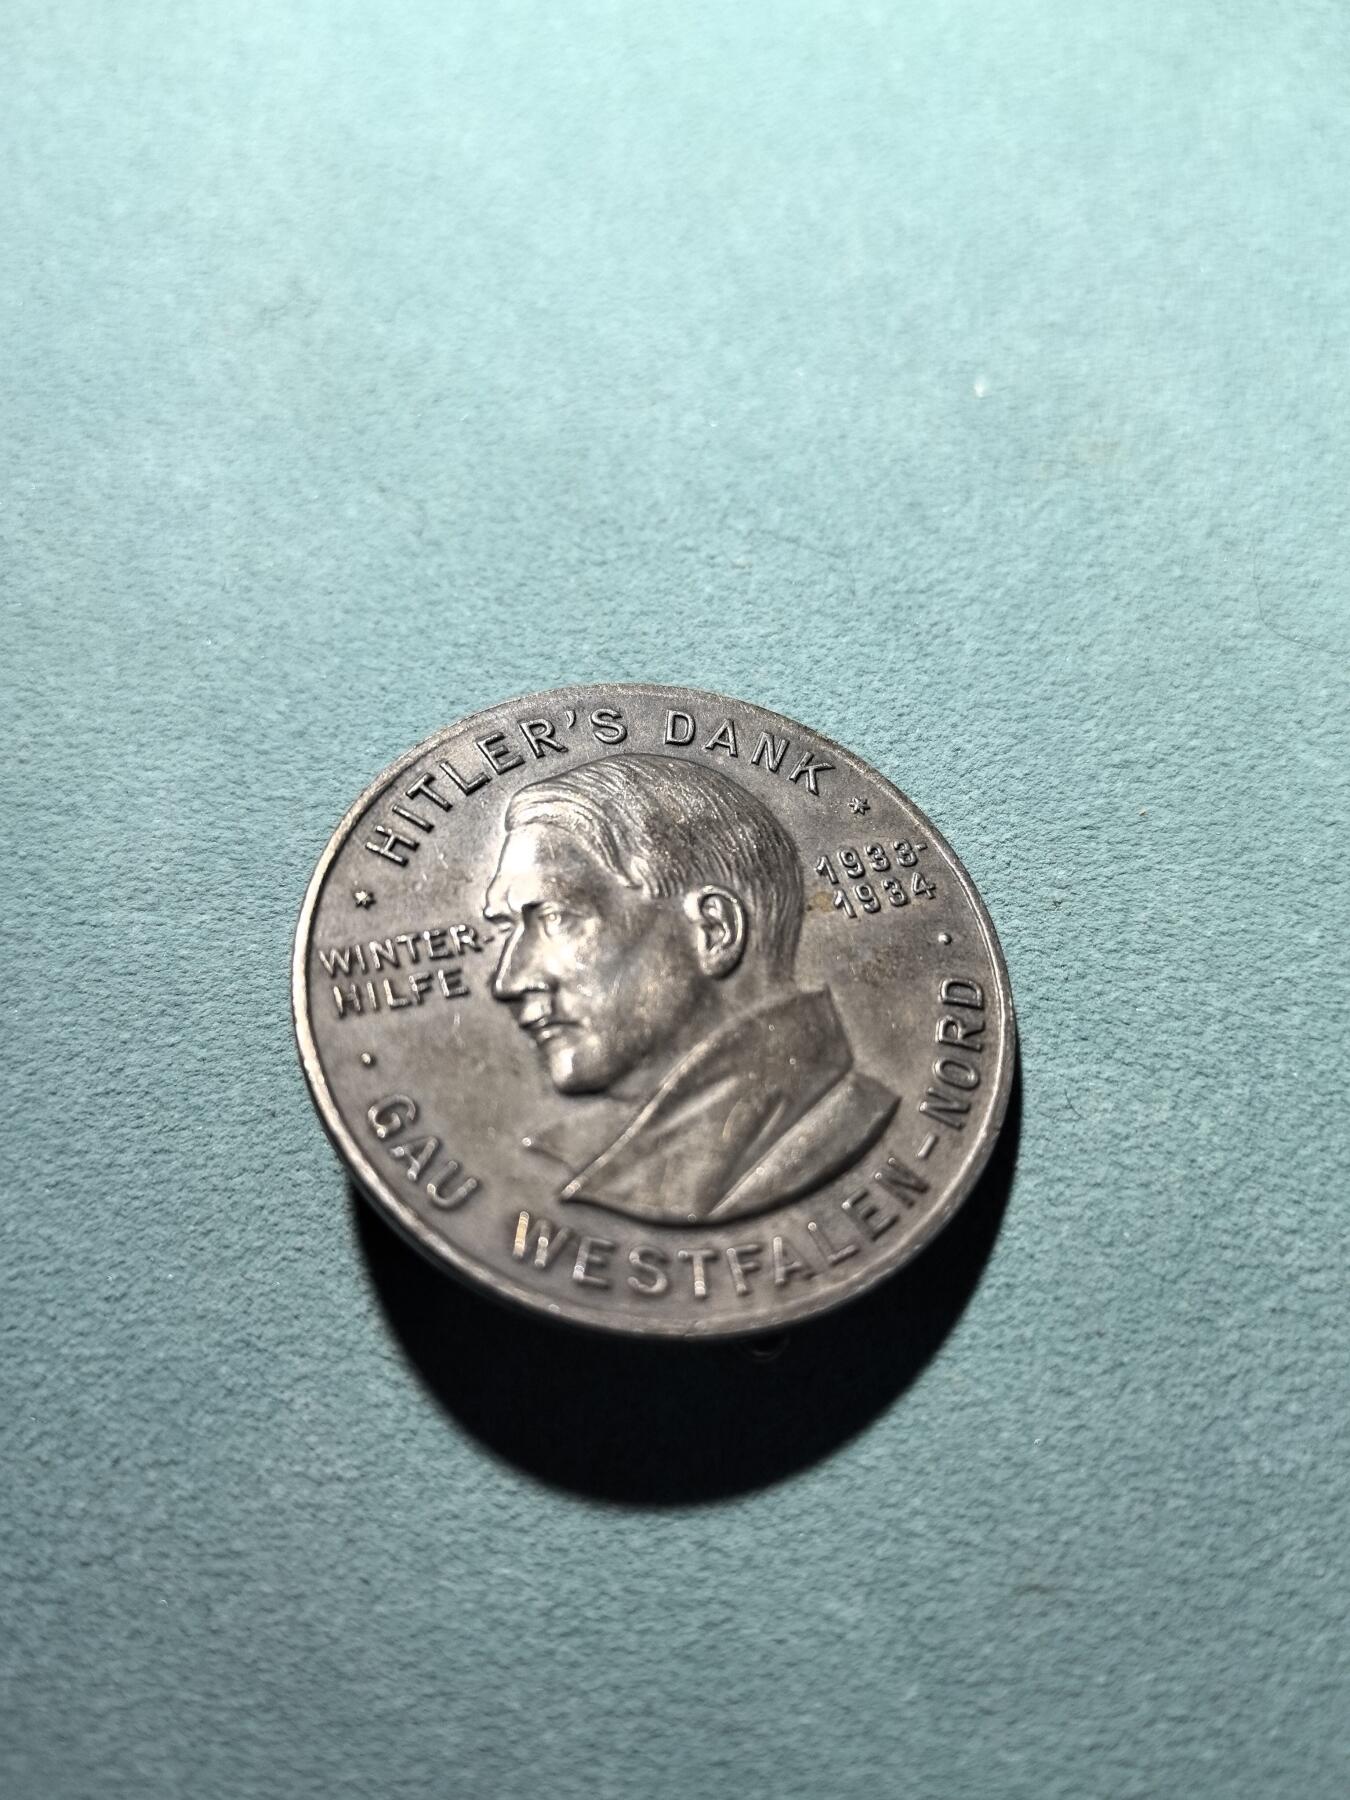 * HITLER'S DANK *
WINTER-
HILFE
1933-
1934
· GAU WESTFALEN-NORD ·